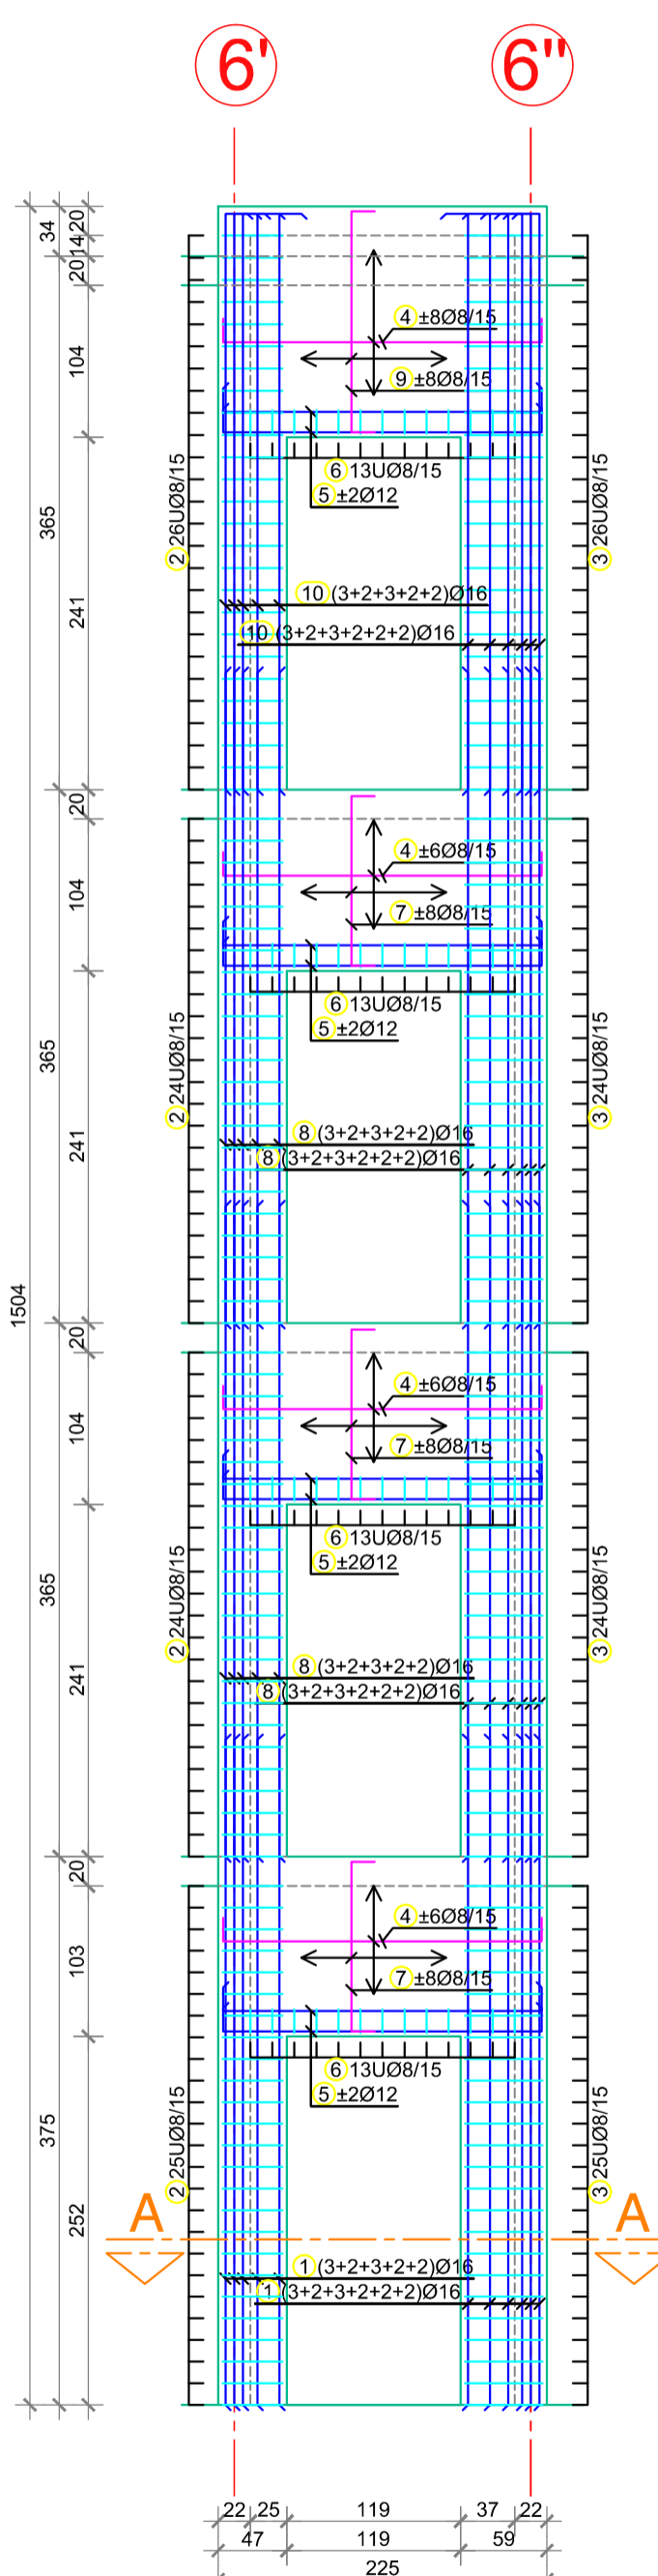 6' 6"
20
34
14
20
④ ±8Ø8/15
104
⑨ ±8Ø8/15
⑥ 13UØ8/15
⑤ ±2Ø12
② 26UØ8/15
③ 26UØ8/15
365
⑩ (3+2+3+2+2)Ø16
241
⑩ (3+2+3+2+2+2)Ø16
20
④ ±6Ø8/15
104
⑦ ±8Ø8/15
⑥ 13UØ8/15
⑤ ±2Ø12
② 24UØ8/15
③ 24UØ8/15
365
241
⑧ (3+2+3+2+2)Ø16
⑧ (3+2+3+2+2+2)Ø16
1504
20
④ ±6Ø8/15
104
⑦ ±8Ø8/15
⑥ 13UØ8/15
⑤ ±2Ø12
② 24UØ8/15
③ 24UØ8/15
365
241
⑧ (3+2+3+2+2)Ø16
⑧ (3+2+3+2+2+2)Ø16
20
④ ±6Ø8/15
103
⑦ ±8Ø8/15
⑥ 13UØ8/15
⑤ ±2Ø12
② 25UØ8/15
③ 25UØ8/15
375
252
A A
① (3+2+3+2+2)Ø16
① (3+2+3+2+2+2)Ø16
22 25 119 37 22
47 119 59
225